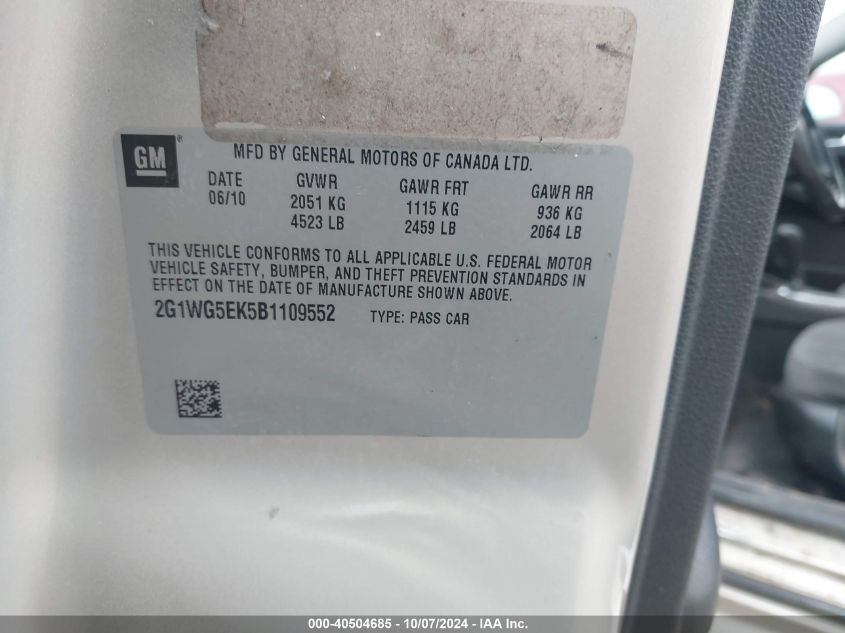 GM®
MFD BY GENERAL MOTORS OF CANADA LTD.
DATE GVWR GAWR FRT GAWR RR
06/10 2051 KG 1115 KG 936 KG
4523 LB 2459 LB 2064 LB
THIS VEHICLE CONFORMS TO ALL APPLICABLE U.S. FEDERAL MOTOR
VEHICLE SAFETY, BUMPER, AND THEFT PREVENTION STANDARDS IN
EFFECT ON THE DATE OF MANUFACTURE SHOWN ABOVE.
2G1WG5EK5B1109552 TYPE: PASS CAR
000-40504685 - 10/07/2024 - IAA Inc.